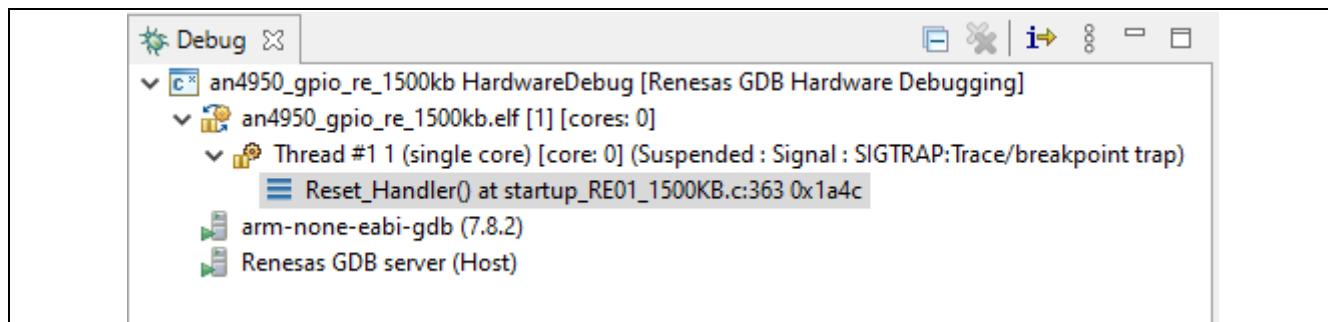 Debug
an4950_gpio_re_1500kb HardwareDebug [Renesas GDB Hardware Debugging]
an4950_gpio_re_1500kb.elf [1] [cores: 0]
Thread #1 1 (single core) [core: 0] (Suspended : Signal : SIGTRAP:Trace/breakpoint trap)
Reset_Handler() at startup_RE01_1500KB.c:363 0x1a4c
arm-none-eabi-gdb (7.8.2)
Renesas GDB server (Host)